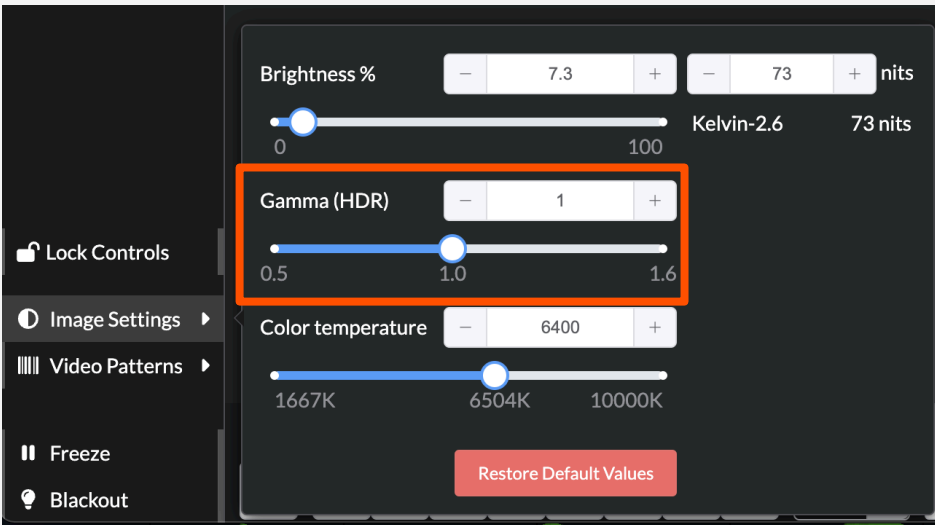 Brightness % − 7.3 + − 73 + nits
0 100
Kelvin-2.6 73 nits
Gamma (HDR) − 1 +
0.5 1.0 1.6
Color temperature − 6400 +
1667K 6504K 10000K
Restore Default Values
Lock Controls
Image Settings
Video Patterns
Freeze
Blackout